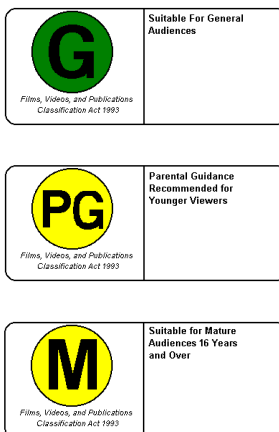 G
Films, Videos, and Publications
Classification Act 1993
Suitable For General
Audiences
PG
Films, Videos, and Publications
Classification Act 1993
Parental Guidance
Recommended for
Younger Viewers
M
Films, Videos, and Publications
Classification Act 1993
Suitable for Mature
Audiences 16 Years
and Over